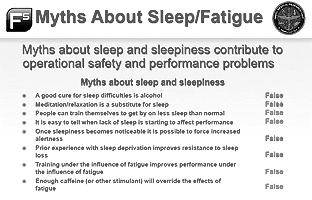 F5
Myths About Sleep/Fatigue
Myths about sleep and sleepiness contribute to
operational safety and performance problems
Myths about sleep and sleepiness
A good cure for sleep difficulties is alcohol False
Meditation/relaxation is a substitute for sleep False
People can train themselves to get by on less sleep than normal False
It is easy to tell when lack of sleep is starting to affect performance False
Once sleepiness becomes noticeable it is possible to force increased
alertness False
Prior experience with sleep deprivation improves resistance to sleep
loss False
Training under the influence of fatigue improves performance under
the influence of fatigue False
Enough caffeine (or other stimulant) will override the effects of
fatigue False